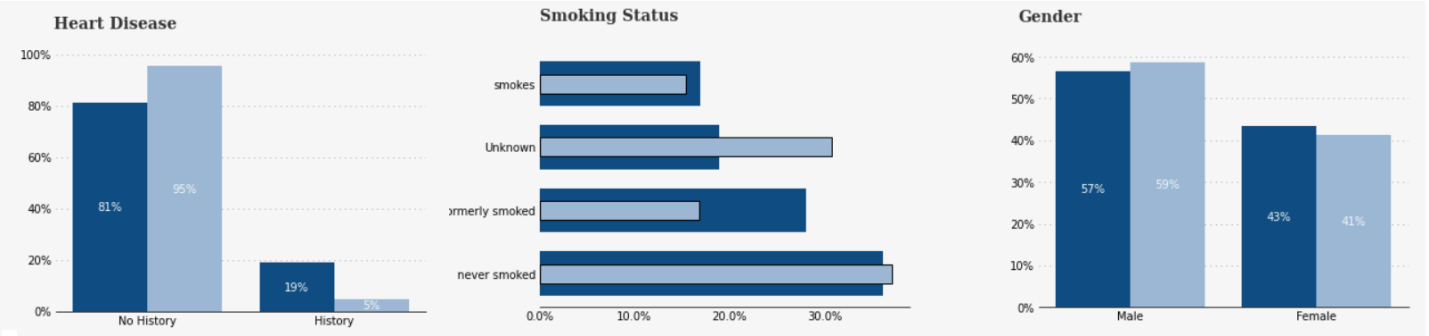 Heart Disease
100%
80%
60%
40%
20%
0%
81%
95%
19%
5%
No History
History
Smoking Status
smokes
Unknown
ormerly smoked
never smoked
0.0%
10.0%
20.0%
30.0%
Gender
60%
50%
40%
30%
20%
10%
0%
57%
59%
43%
41%
Male
Female